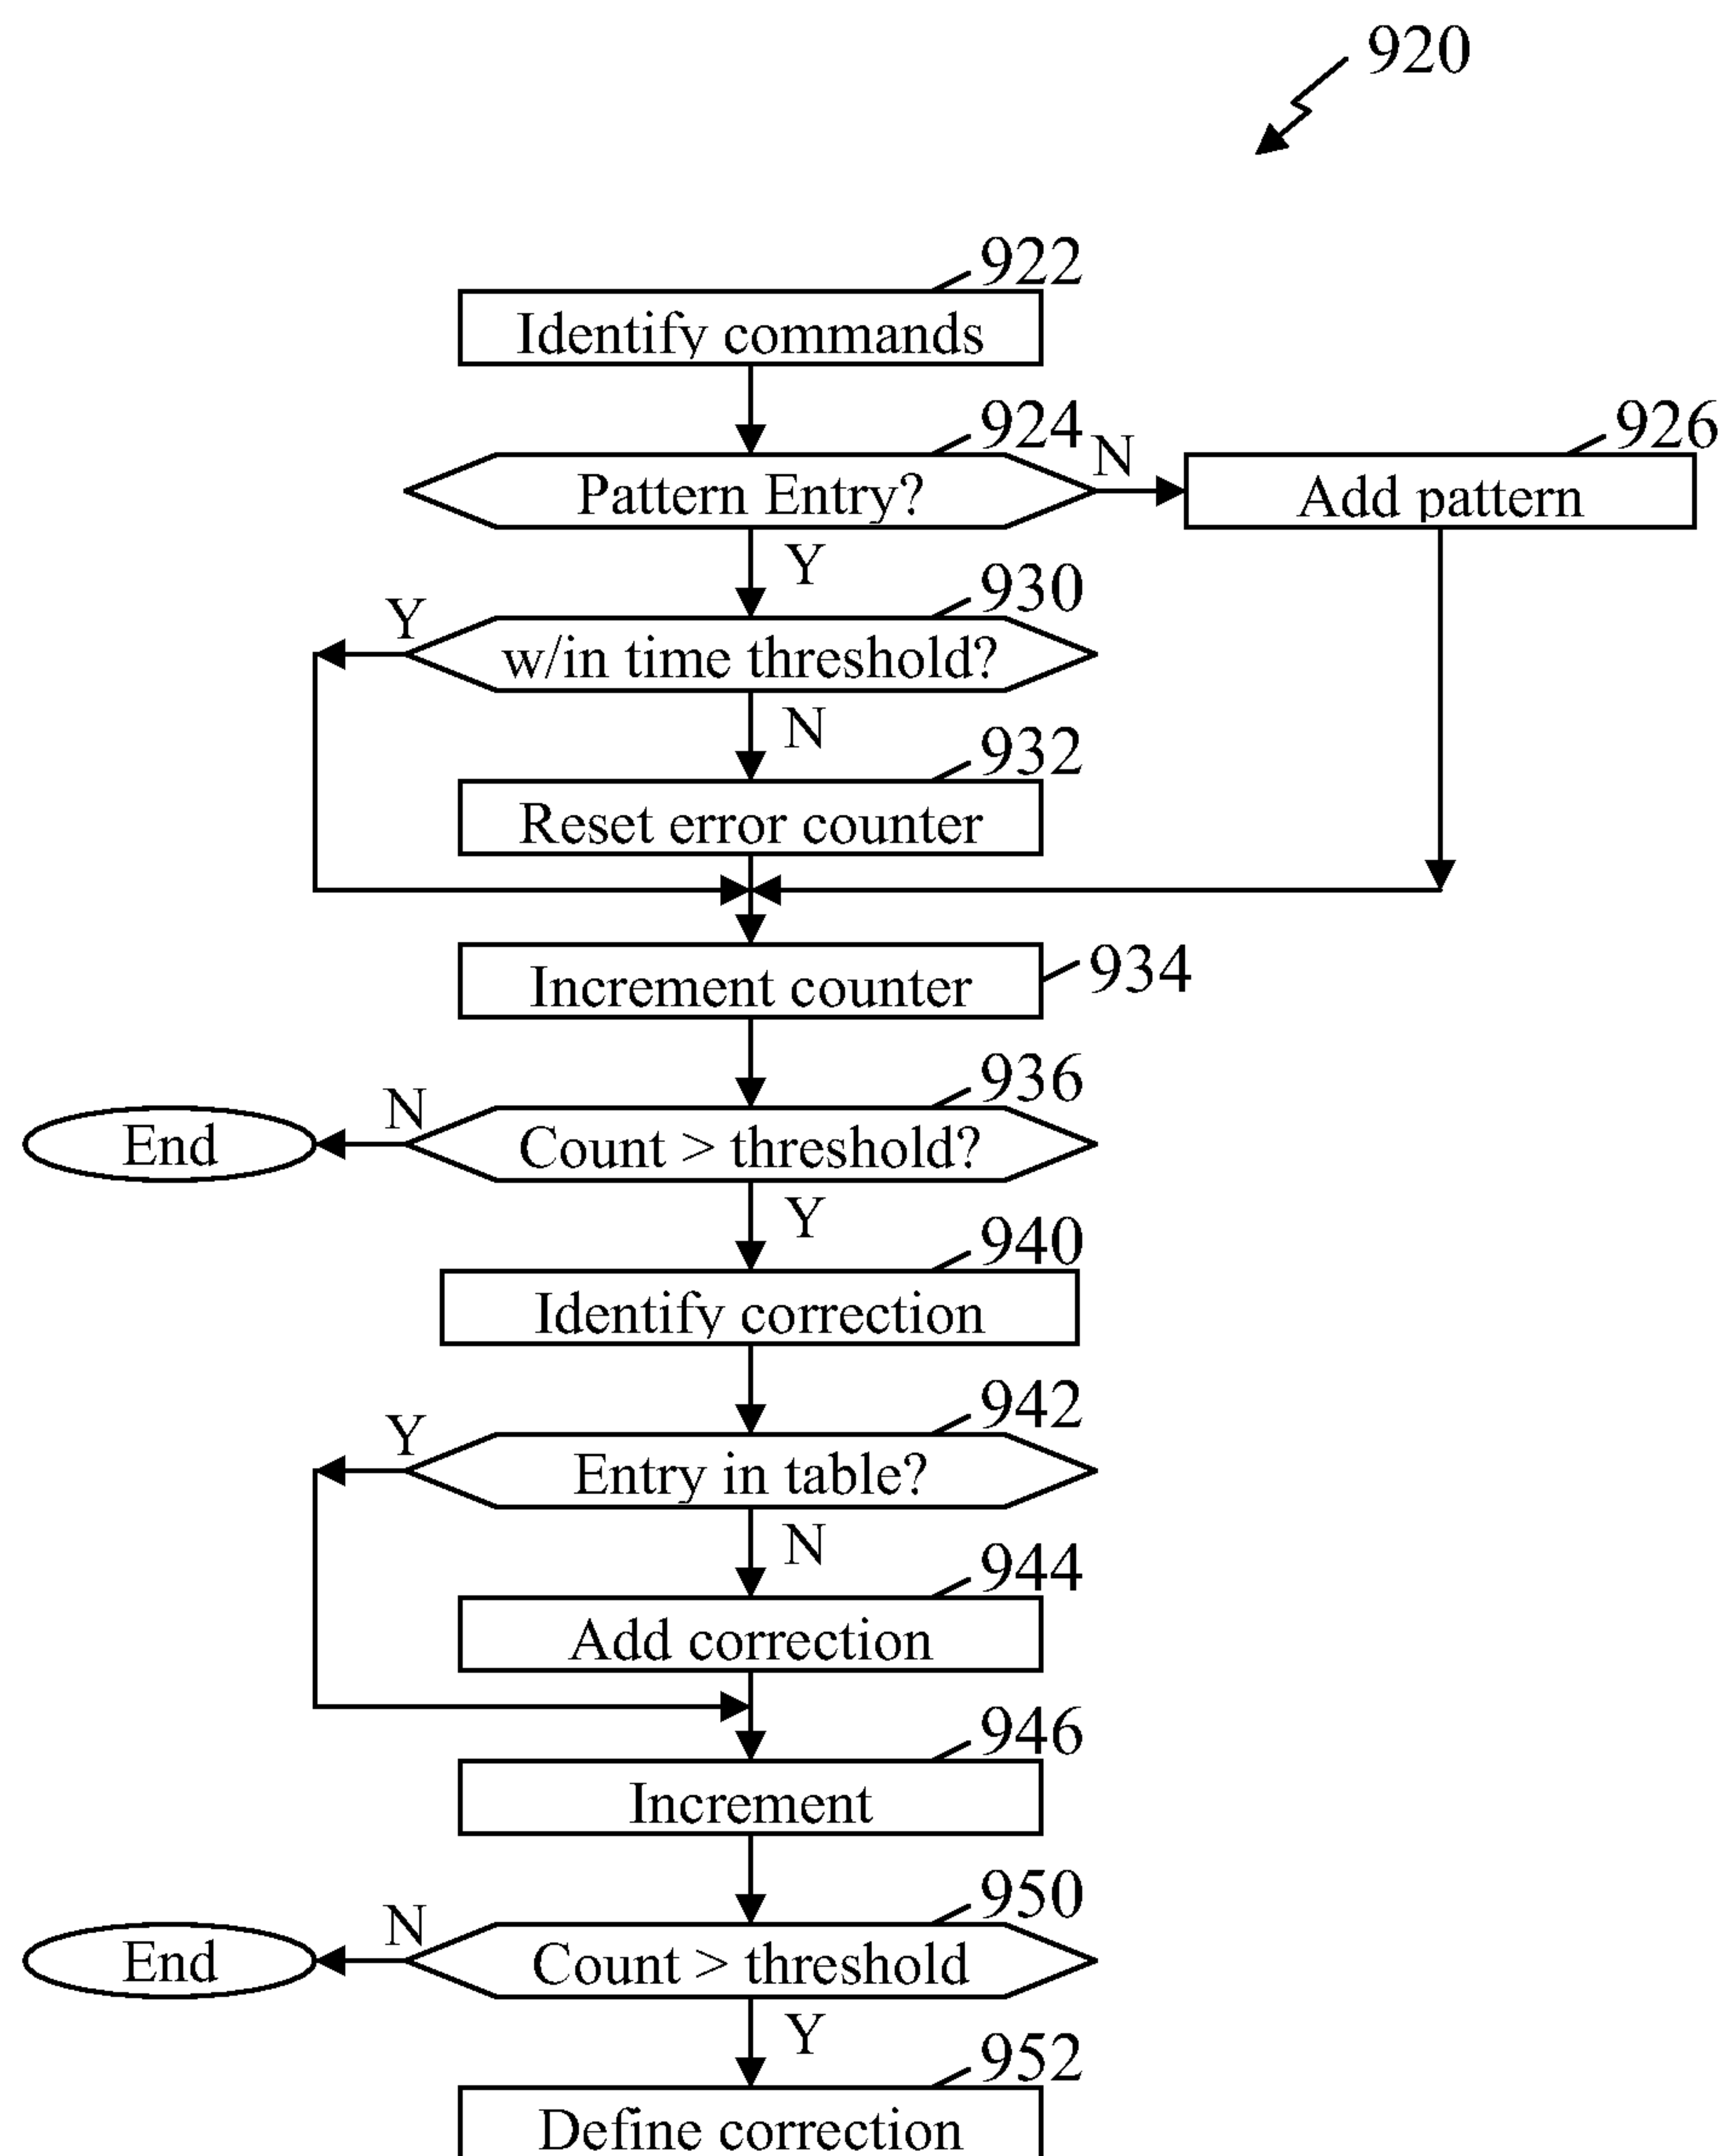 920
922
Identify commands
924
N
926
Pattern Entry?
Add pattern
Y
930
Y
w/in time threshold?
N
932
Reset error counter
934
Increment counter
936
N
End
Count > threshold?
Y
940
Identify correction
942
Y
Entry in table?
N
944
Add correction
946
Increment
950
N
End
Count > threshold
Y
952
Define correction